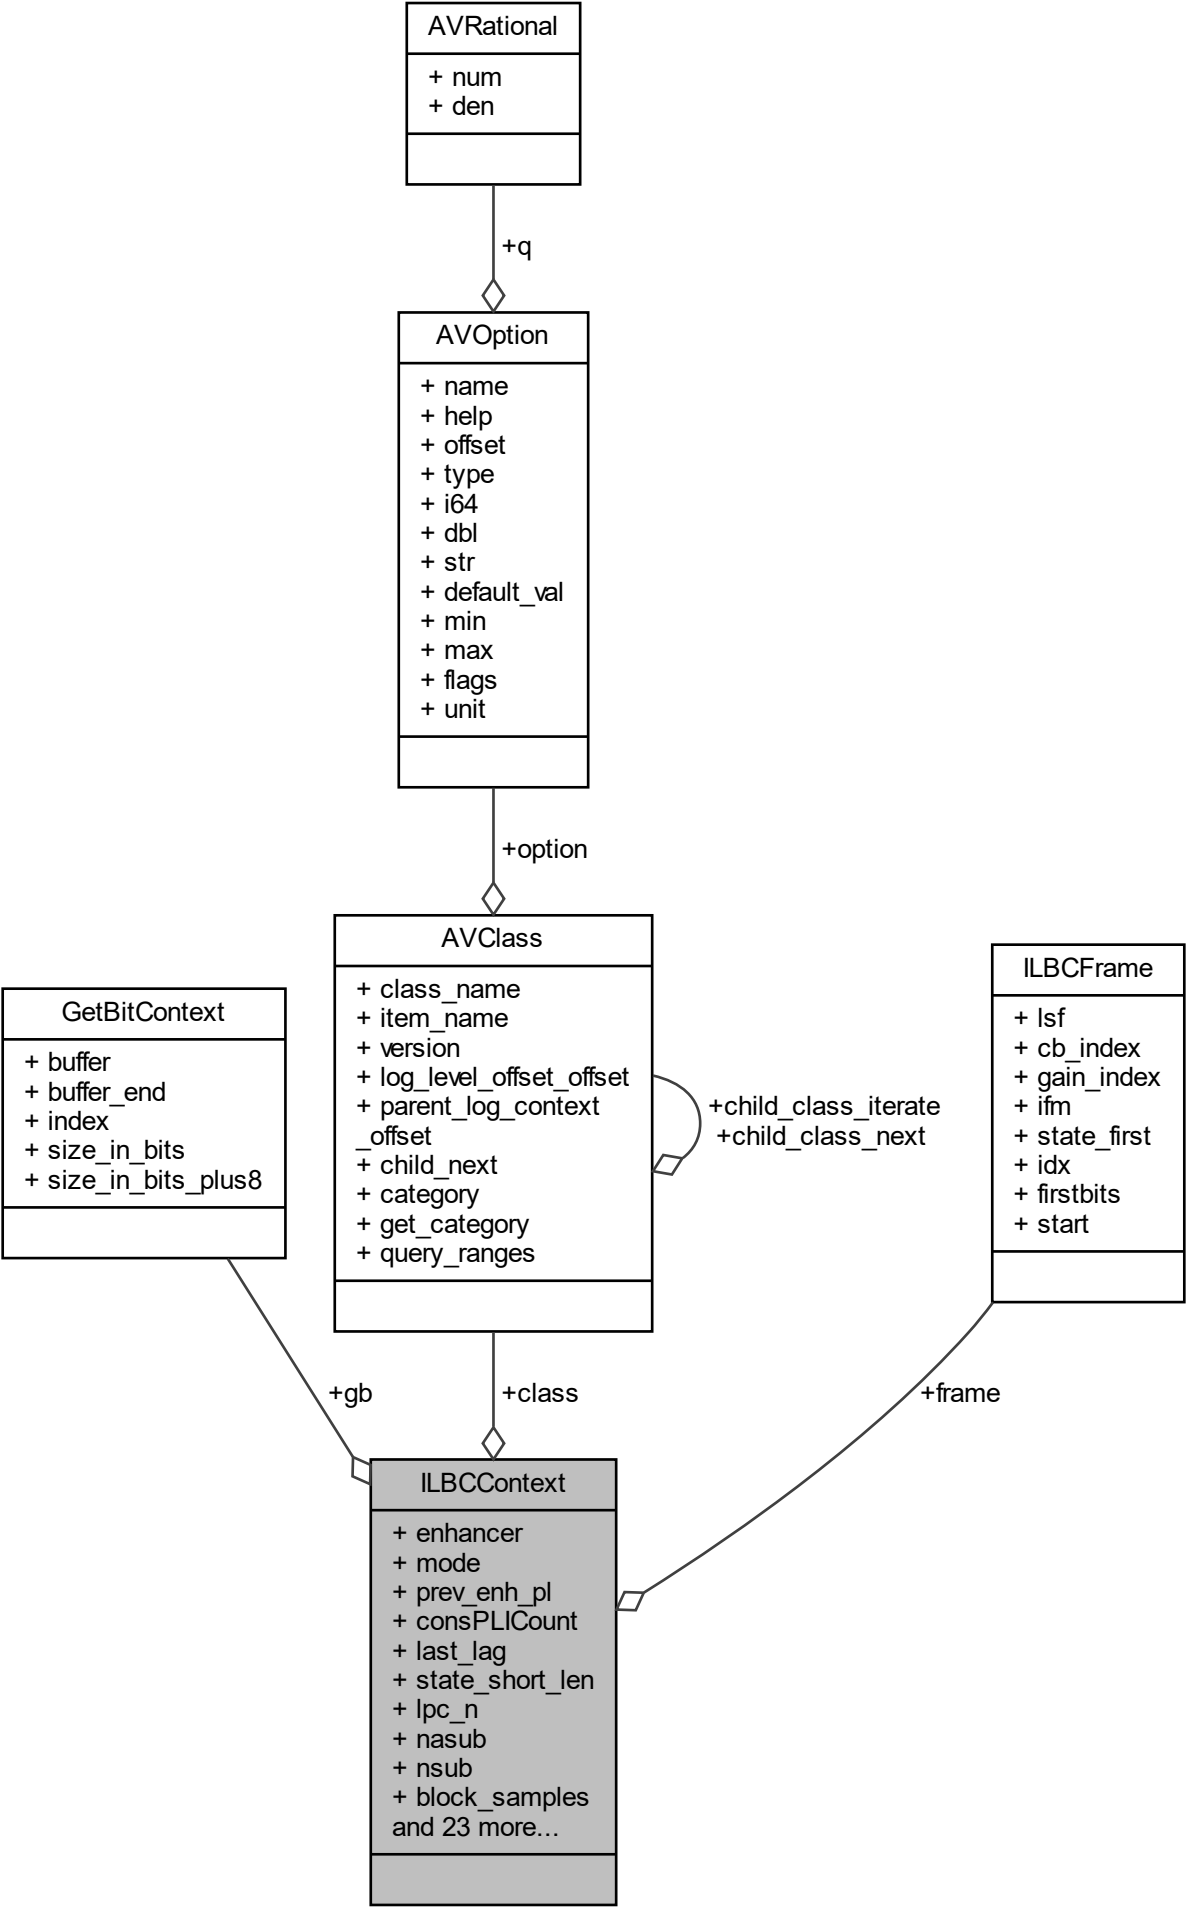 AVRational
+ num
+ den
+q
AVOption
+ name
+ help
+ offset
+ type
+ i64
+ dbl
+ str
+ default_val
+ min
+ max
+ flags
+ unit
+option
AVClass
+ class_name
+ item_name
+ version
+ log_level_offset_offset
+ parent_log_context
_offset
+ child_next
+ category
+ get_category
+ query_ranges
+child_class_iterate
+child_class_next
GetBitContext
+ buffer
+ buffer_end
+ index
+ size_in_bits
+ size_in_bits_plus8
ILBCFrame
+ lsf
+ cb_index
+ gain_index
+ ifm
+ state_first
+ idx
+ firstbits
+ start
+gb
+class
+frame
ILBCContext
+ enhancer
+ mode
+ prev_enh_pl
+ consPLICount
+ last_lag
+ state_short_len
+ lpc_n
+ nasub
+ nsub
+ block_samples
and 23 more...